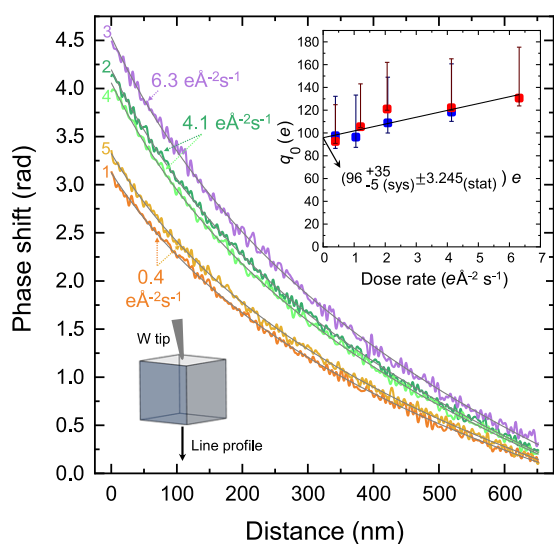 4.5
4.0
3.5
3.0
2.5
2.0
1.5
1.0
0.5
0.0
Phase shift (rad)
0 100 200 300 400 500 600
Distance (nm)
3
2
4
5
1
6.3 eÅ⁻²s⁻¹
4.1 eÅ⁻²s⁻¹
0.4
eÅ⁻²s⁻¹
W tip
Line profile
200
180
160
140
120
100
80
60
40
20
0
q₀ (e)
(96 +35 -5 (sys) ±3.245(stat) ) e
0 1 2 3 4 5 6 7
Dose rate (eÅ⁻² s⁻¹)